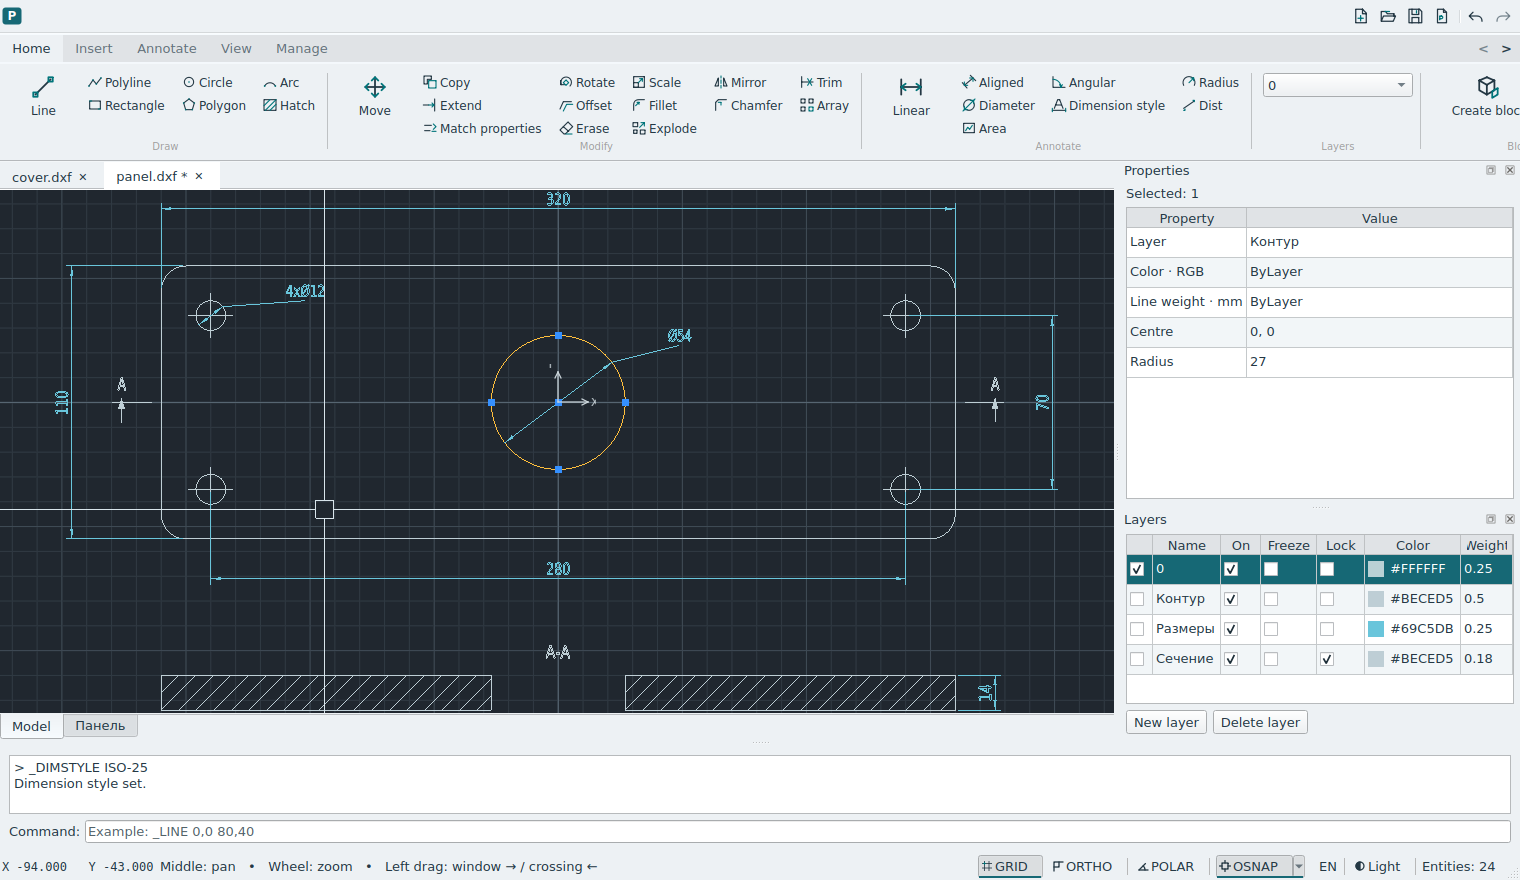 P
Home Insert Annotate View Manage < >
Line Polyline Circle Arc Move Copy Rotate Scale Mirror Trim Linear Aligned Angular Radius 0 Create bloc
Rectangle Polygon Hatch Extend Offset Fillet Chamfer Array Diameter Dimension style Dist
Match properties Erase Explode Area
Draw Modify Annotate Layers Blo
cover.dxf × panel.dxf * ×
320
4xØ12
Ø54
A A
110
70
X
280
A-A
14
Model Панель
Properties
Selected: 1
Property Value
Layer Контур
Color · RGB ByLayer
Line weight · mm ByLayer
Centre 0, 0
Radius 27
Layers
Name On Freeze Lock Color Weight
0 #FFFFFF 0.25
Контур #BECED5 0.5
Размеры #69C5DB 0.25
Сечение #BECED5 0.18
New layer Delete layer
> _DIMSTYLE ISO-25
Dimension style set.
Command: Example: _LINE 0,0 80,40
X -94.000 Y -43.000 Middle: pan • Wheel: zoom • Left drag: window → / crossing ← GRID ORTHO POLAR OSNAP EN Light Entities: 24